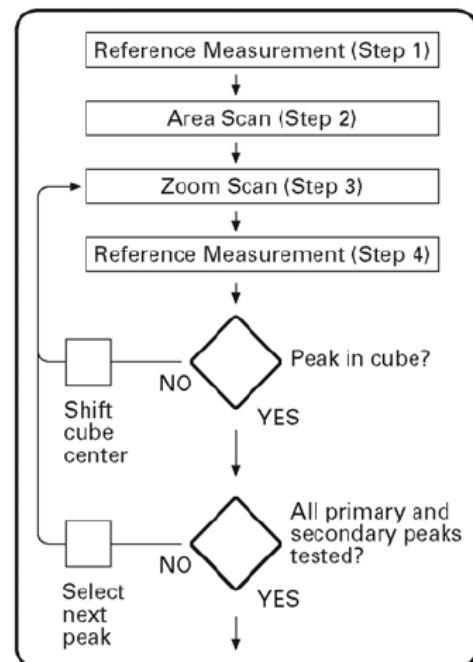 Reference Measurement (Step 1)
Area Scan (Step 2)
Zoom Scan (Step 3)
Reference Measurement (Step 4)
Peak in cube?
NO
YES
Shift
cube
center
All primary and
secondary peaks
tested?
NO
YES
Select
next
peak